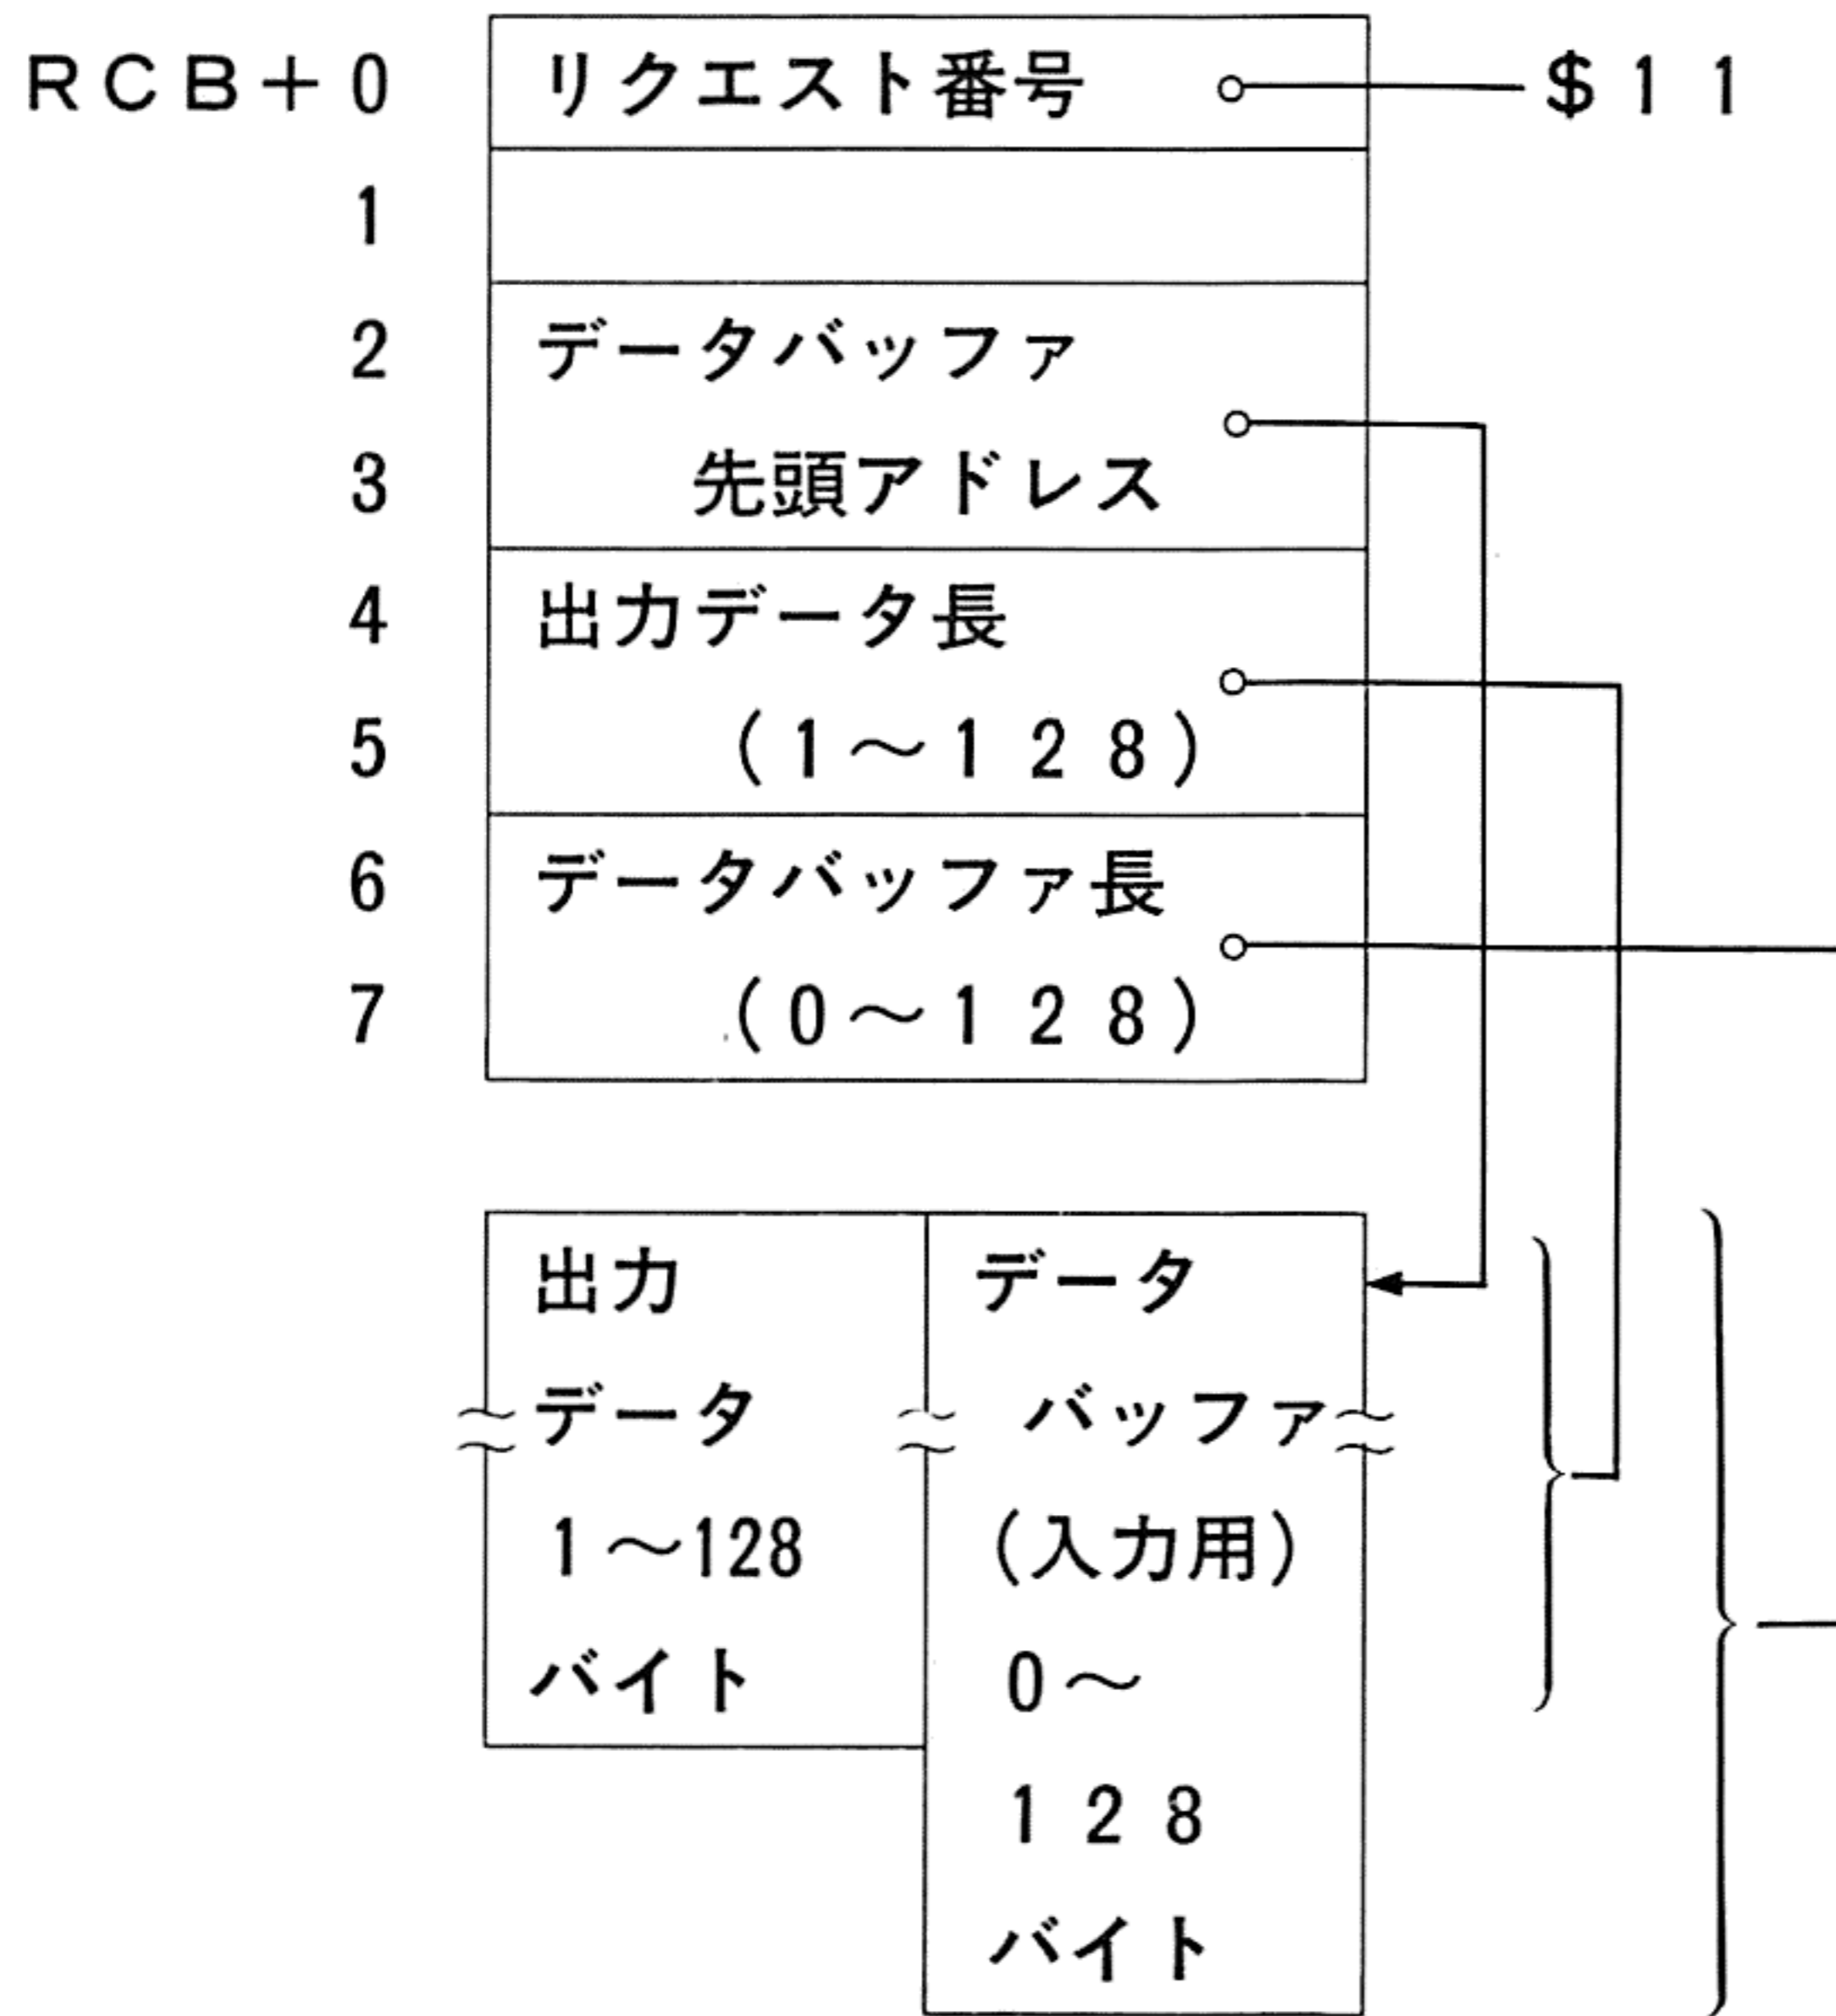 RCB+0 リクエスト番号 $11
1
2 データバッファ
3 先頭アドレス
4 出力データ長
5 (1~128)
6 データバッファ長
7 (0~128)
出力 データ
データ バッファ
1~128 (入力用)
バイト 0~
128
バイト